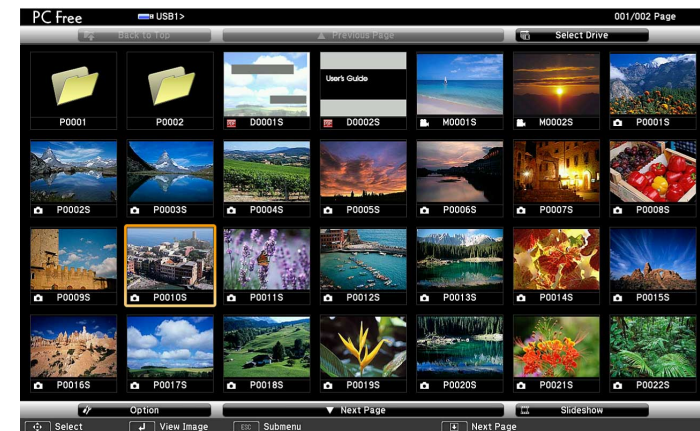 PC Free USB1> 001/002 Page
Back to Top ▲ Previous Page Select Drive
User's Guide
P0001 P0002 D0001S D0002S M0001S M0002S P0001S
P0002S P0003S P0004S P0005S P0006S P0007S P0008S
P0009S P0010S P0011S P0012S P0013S P0014S P0015S
P0016S P0017S P0018S P0019S P0020S P0021S P0022S
Option ▼ Next Page Slideshow
Select View Image Esc Submenu Next Page